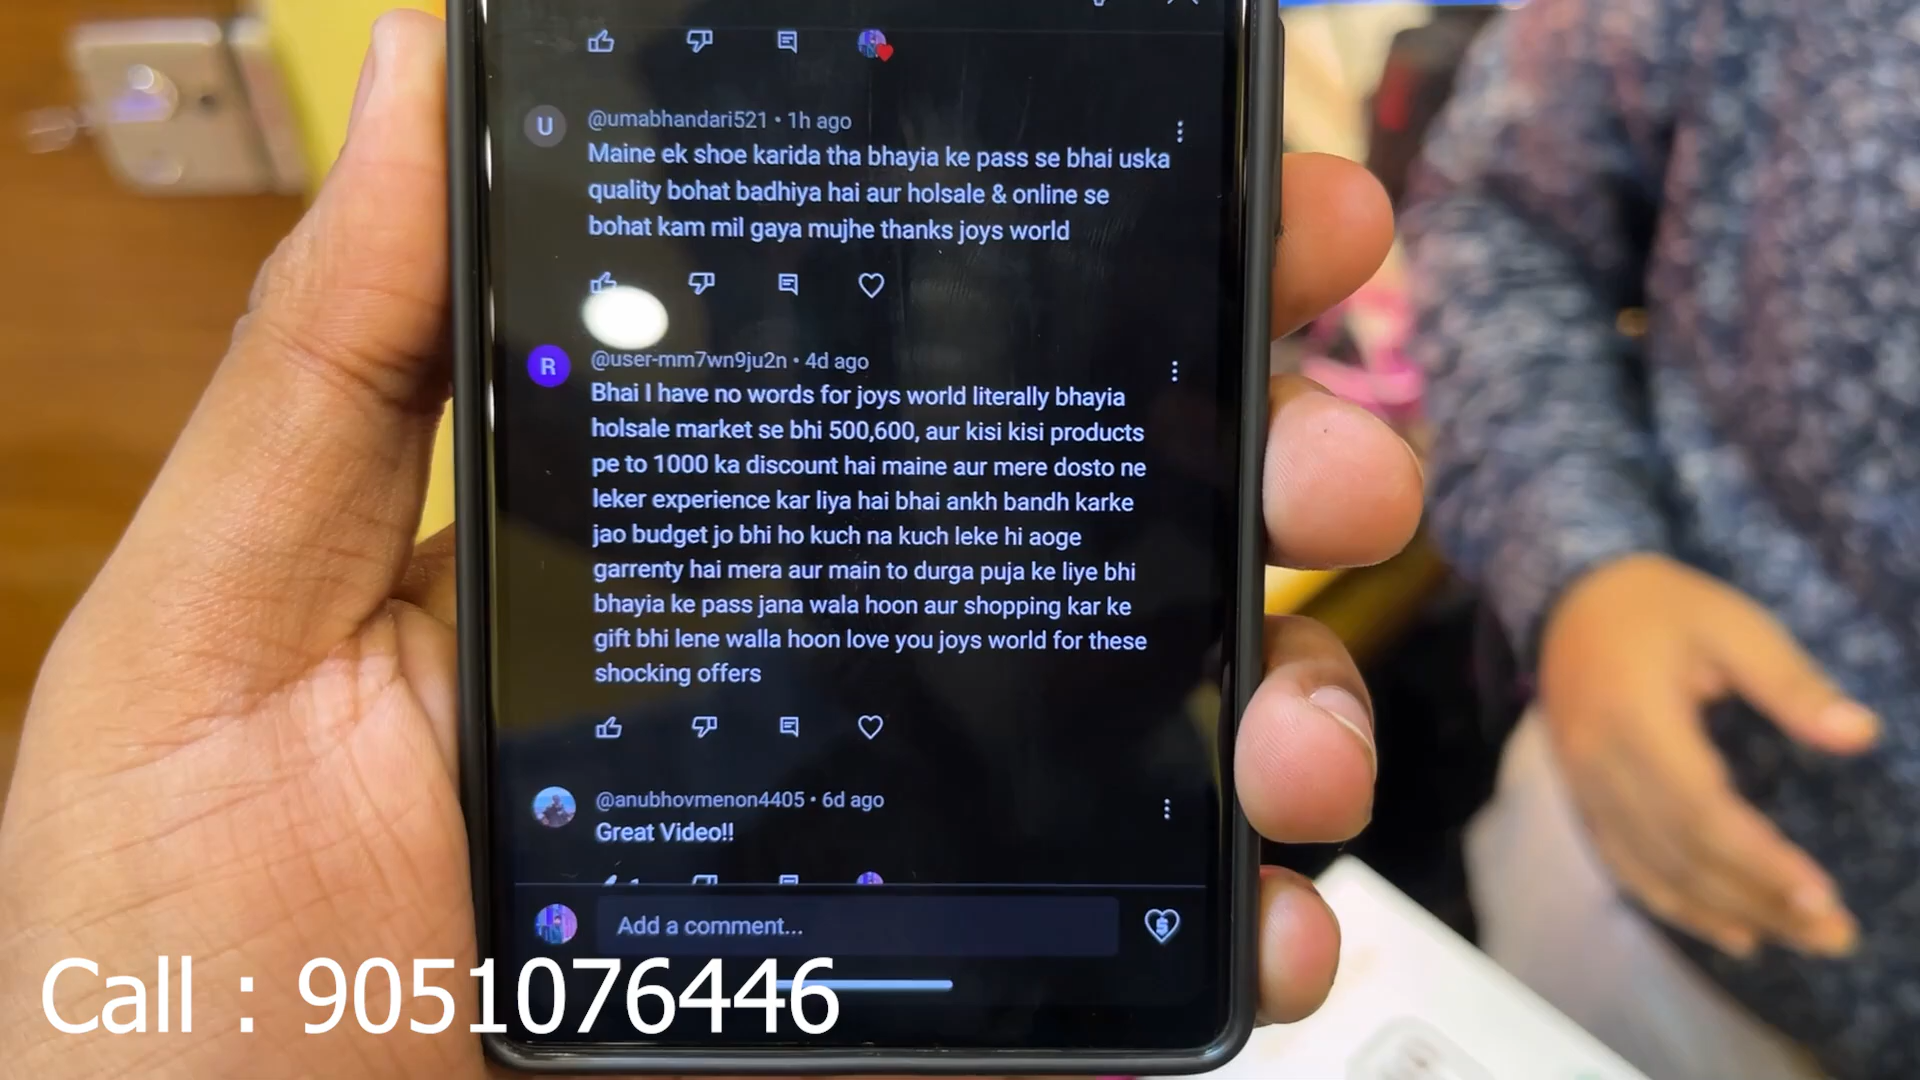 U
@umabhandari521 • 1h ago
Maine ek shoe karida tha bhayia ke pass se bhai uska
quality bohat badhiya hai aur holsale & online se
bohat kam mil gaya mujhe thanks joys world
R
@user-mm7wn9ju2n • 4d ago
Bhai I have no words for joys world literally bhayia
holsale market se bhi 500,600, aur kisi kisi products
pe to 1000 ka discount hai maine aur mere dosto ne
leker experience kar liya hai bhai ankh bandh karke
jao budget jo bhi ho kuch na kuch leke hi aoge
garrenty hai mera aur main to durga puja ke liye bhi
bhayia ke pass jana wala hoon aur shopping kar ke
gift bhi lene walla hoon love you joys world for these
shocking offers
@anubhovmenon4405 • 6d ago
Great Video!!
Add a comment...
Call : 9051076446